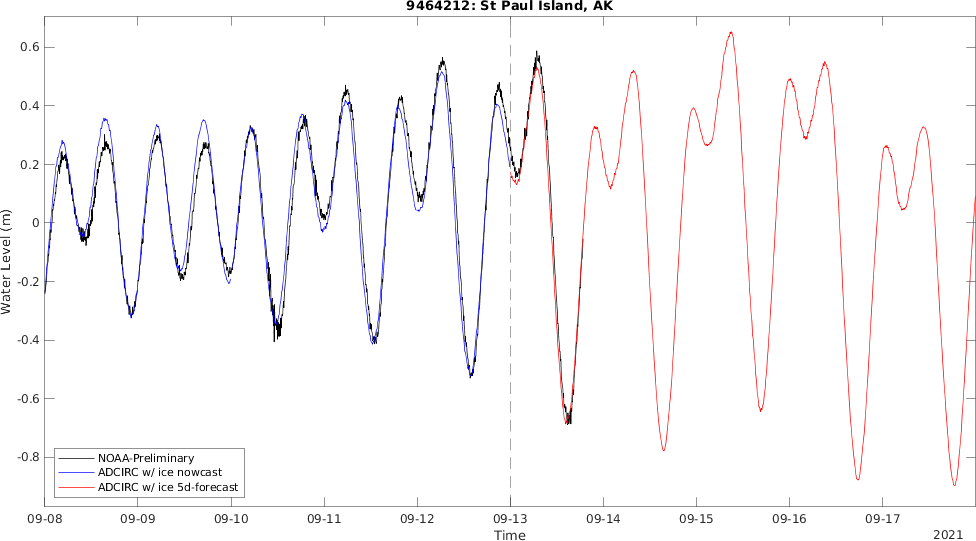 9464212: St Paul Island, AK
0.6
0.4
0.2
0
-0.2
-0.4
-0.6
-0.8
Water Level (m)
NOAA-Preliminary
ADCIRC w/ ice nowcast
ADCIRC w/ ice 5d-forecast
09-08 09-09 09-10 09-11 09-12 09-13 09-14 09-15 09-16 09-17
Time
2021